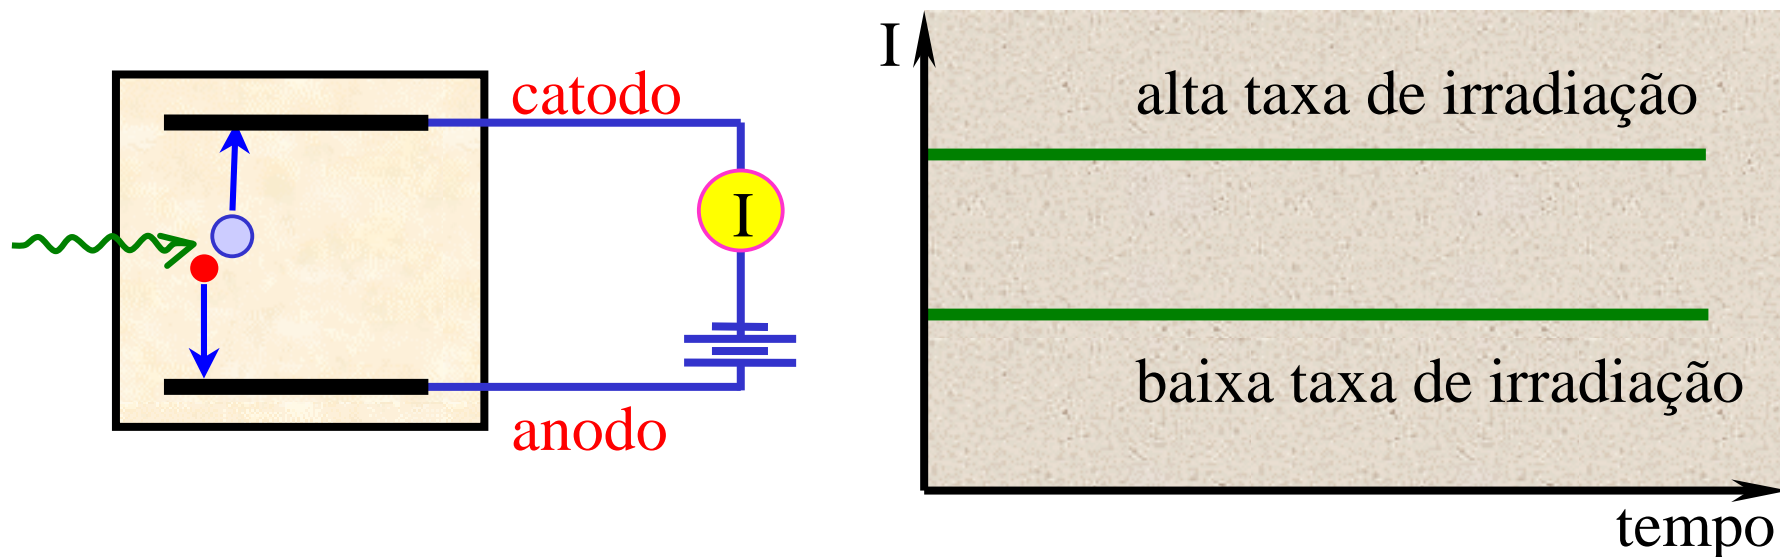 catodo
I
anodo
I
alta taxa de irradiação
baixa taxa de irradiação
tempo